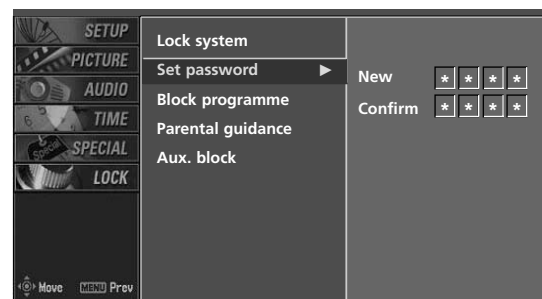 SETUP
PICTURE
AUDIO
TIME
SPECIAL
LOCK
Move MENU Prev
Lock system
Set password ►
Block programme
Parental guidance
Aux. block
New * * * *
Confirm * * * *